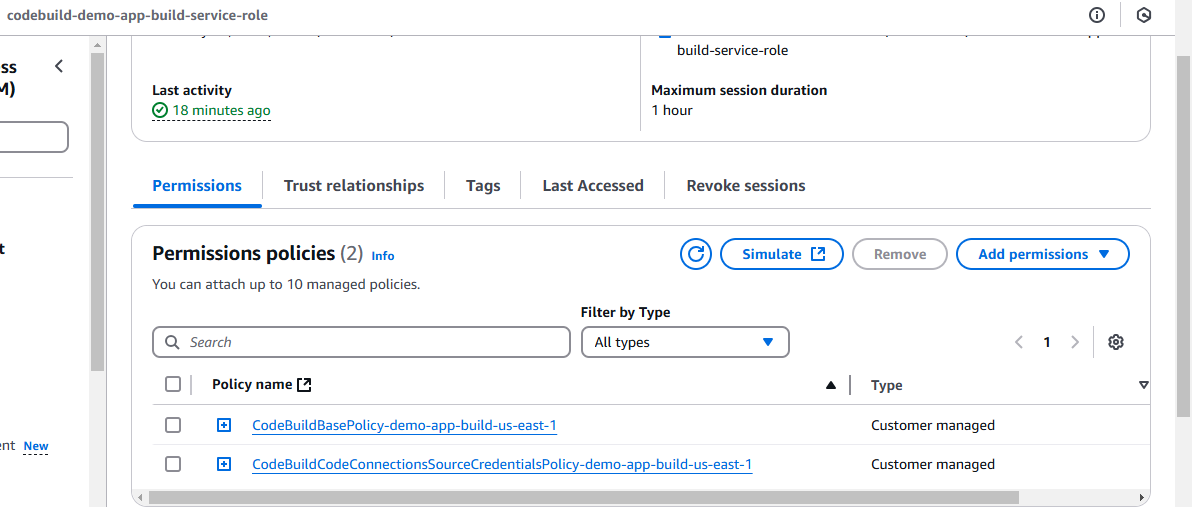 codebuild-demo-app-build-service-role
ss
M)
build-service-role
Last activity
18 minutes ago
Maximum session duration
1 hour
Permissions
Trust relationships
Tags
Last Accessed
Revoke sessions
Permissions policies (2) Info
Simulate
Remove
Add permissions
You can attach up to 10 managed policies.
Filter by Type
Search
All types
1
Policy name
Type
CodeBuildBasePolicy-demo-app-build-us-east-1
Customer managed
CodeBuildCodeConnectionsSourceCredentialsPolicy-demo-app-build-us-east-1
Customer managed
t
nt New